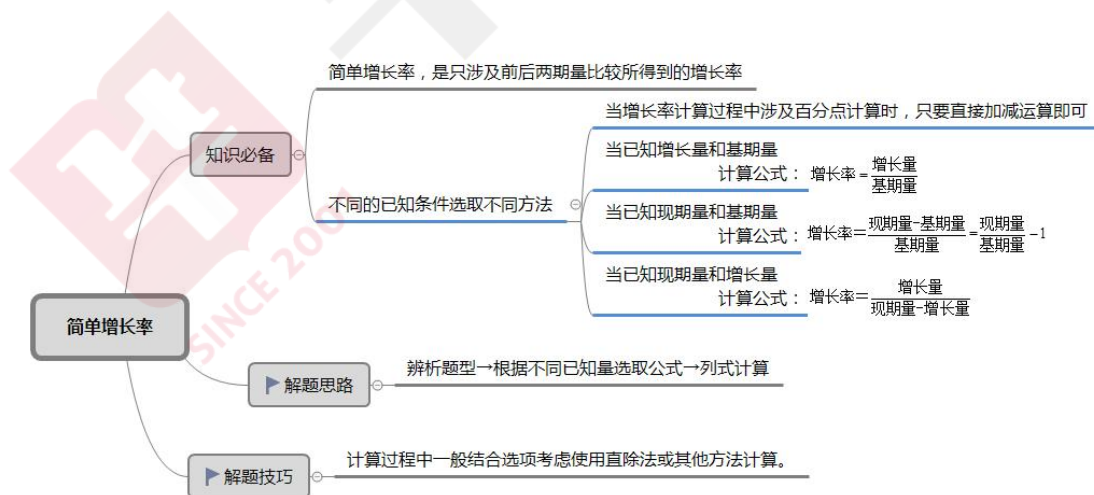 简单增长率，是只涉及前后两期量比较所得到的增长率
当增长率计算过程中涉及百分点计算时，只要直接加减运算即可
知识必备
当已知增长量和基期量
计算公式： 增长率=增长量/基期量
不同的已知条件选取不同方法
当已知现期量和基期量
计算公式： 增长率=现期量-基期量/基期量=现期量/基期量-1
当已知现期量和增长量
计算公式： 增长率=增长量/现期量-增长量
简单增长率
辨析题型→根据不同已知量选取公式→列式计算
解题思路
计算过程中一般结合选项考虑使用直除法或其他方法计算。
解题技巧
SINCE 2001